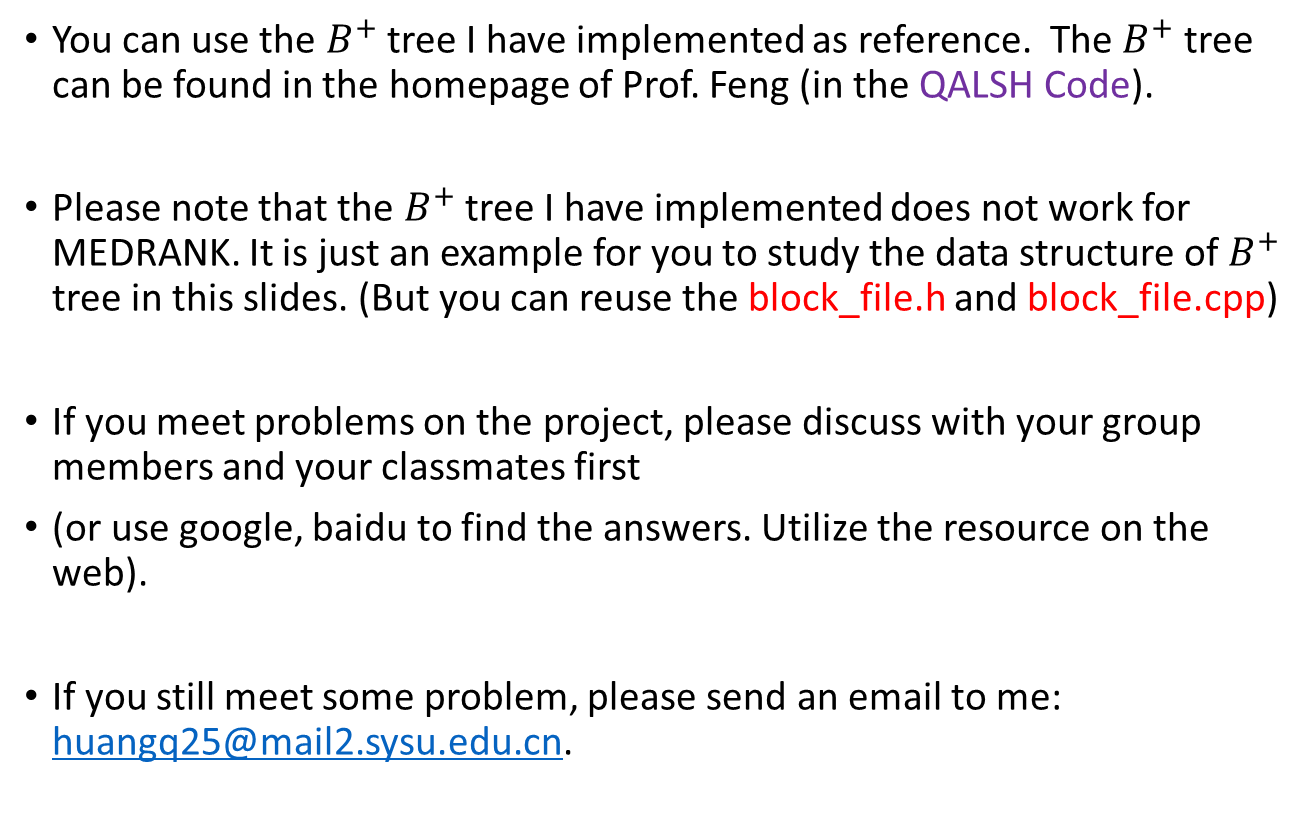 • You can use the B⁺ tree I have implemented as reference.  The B⁺ tree
can be found in the homepage of Prof. Feng (in the QALSH Code).
• Please note that the B⁺ tree I have implemented does not work for
MEDRANK. It is just an example for you to study the data structure of B⁺
tree in this slides. (But you can reuse the block_file.h and block_file.cpp)
• If you meet problems on the project, please discuss with your group
members and your classmates first
• (or use google, baidu to find the answers. Utilize the resource on the
web).
• If you still meet some problem, please send an email to me:
huangq25@mail2.sysu.edu.cn.